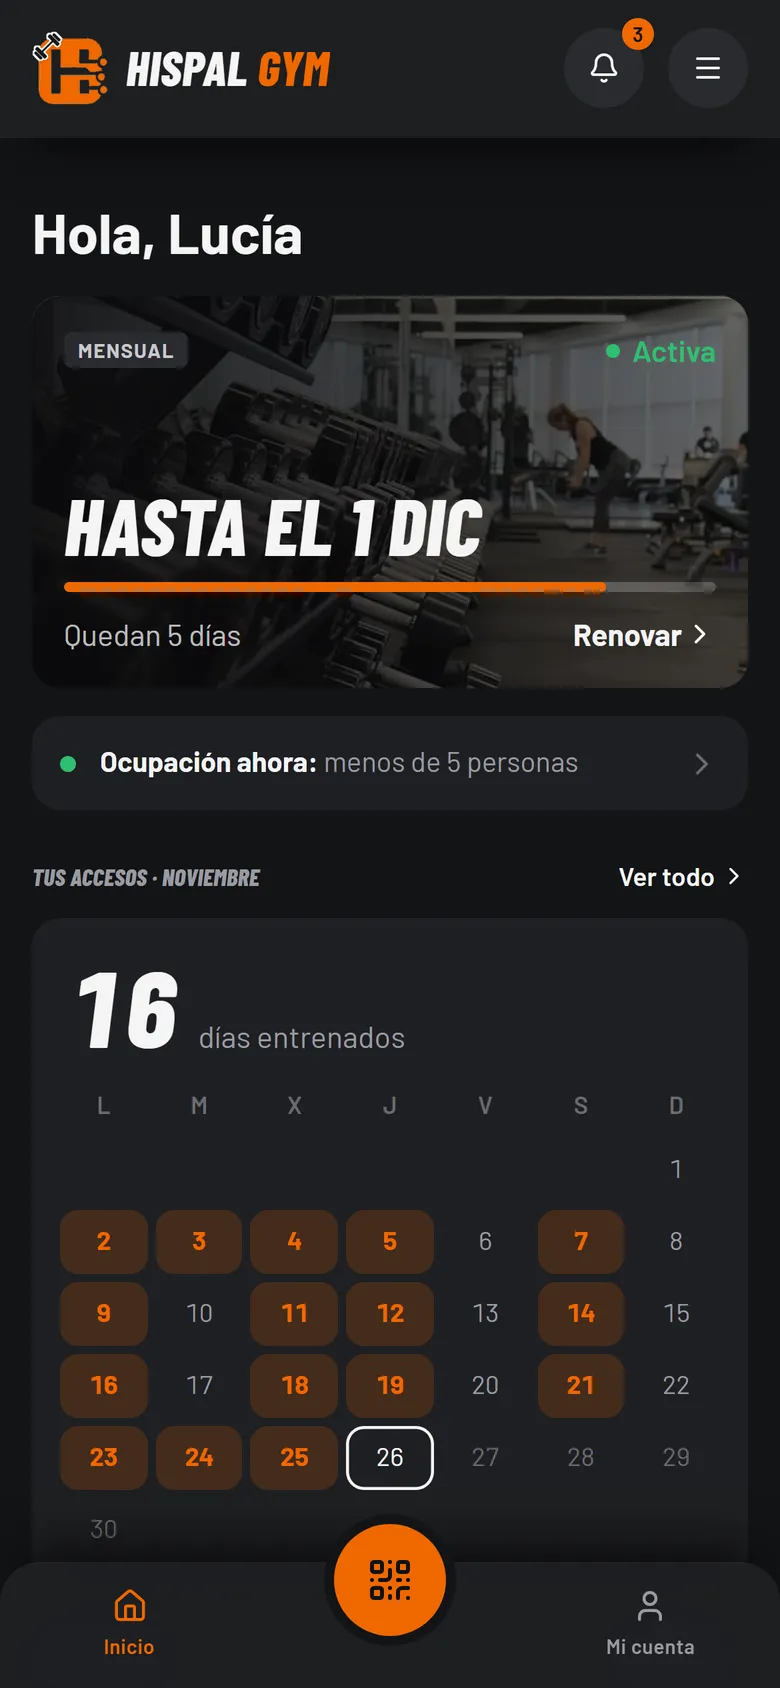 HISPAL GYM
3
Hola, Lucía
MENSUAL
Activa
HASTA EL 1 DIC
Quedan 5 días
Renovar
Ocupación ahora: menos de 5 personas
TUS ACCESOS · NOVIEMBRE
Ver todo
16 días entrenados
L M X J V S D
1
2 3 4 5 6 7 8
9 10 11 12 13 14 15
16 17 18 19 20 21 22
23 24 25 26 27 28 29
30
Inicio
Mi cuenta